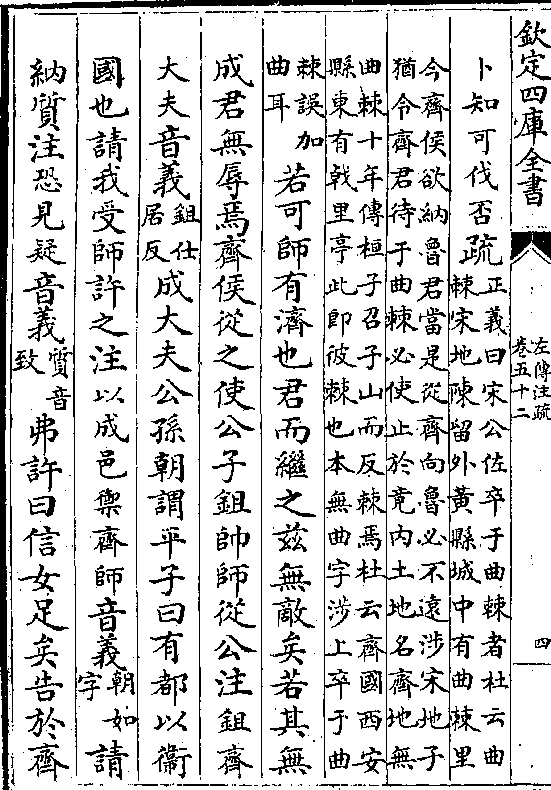 欽定四庫全書
左傳注疏
卷五十二
四
卜知可伐否疏正義曰宋公佐卒于曲棘者杜云曲
棘宋地陳留外黃縣城中有曲棘里
今齊侯欲納魯君當是從齊向魯必不遠涉宋地子
猶令齊君待于曲棘必使止於竟内土地名齊地無
曲棘十年傳桓子召子山而反棘焉杜云齊國西安
縣東有戟里亭此即彼棘也本無曲字涉上卒于曲
棘誤加
曲耳
若可師有濟也君而繼之兹無敵矣若其無
成君無辱焉齊侯從之使公子鉏帥師從公注鉏齊
大夫音義鉏仕居反成大夫公孫朝謂平子曰有都以衞
國也請我受師許之注以成邑禦齊師音義朝如字請
納質注恐見疑音義質音致弗許曰信女足矣告於齊